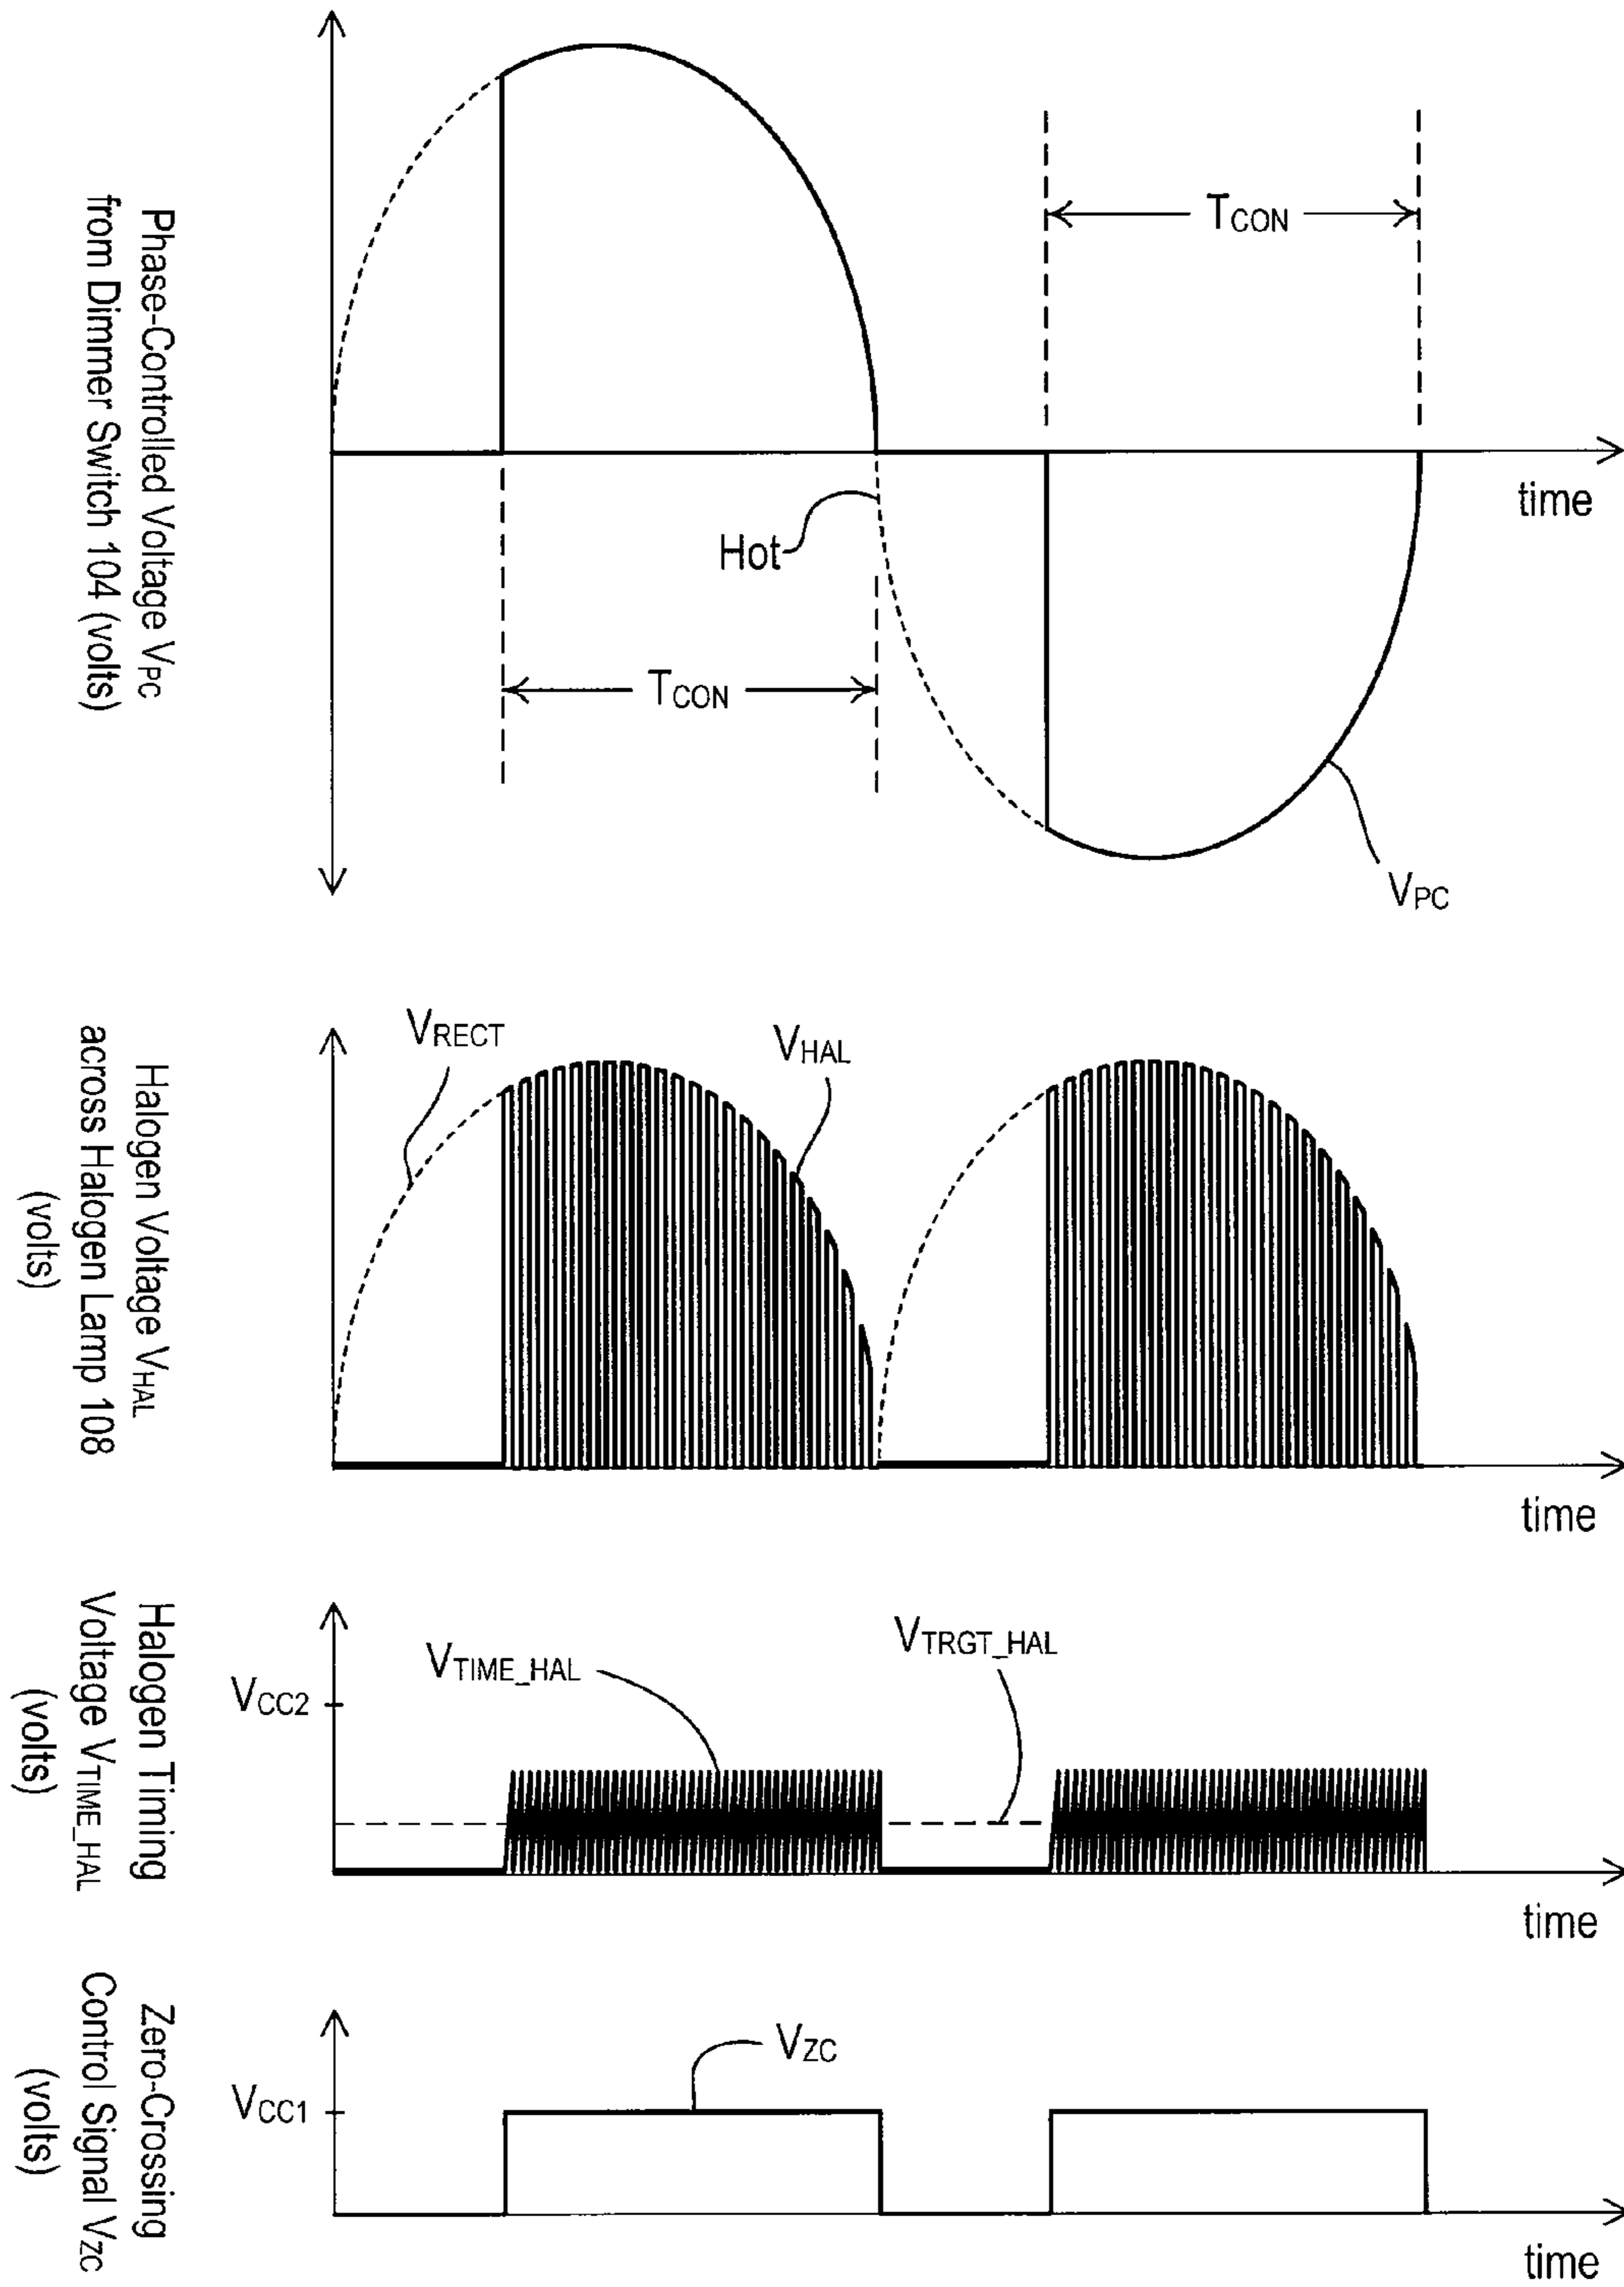 Phase-Controlled Voltage VPC
from Dimmer Switch 104 (volts)
TCON
time
Hot
TCON
VPC
Halogen Voltage VHAL
across Halogen Lamp 108
(volts)
VRECT
VHAL
time
Halogen Timing
Voltage VTIME_HAL
(volts)
VCC2
VTIME_HAL
VTRGT_HAL
time
Zero-Crossing
Control Signal VZC
(volts)
VCC1
VZC
time